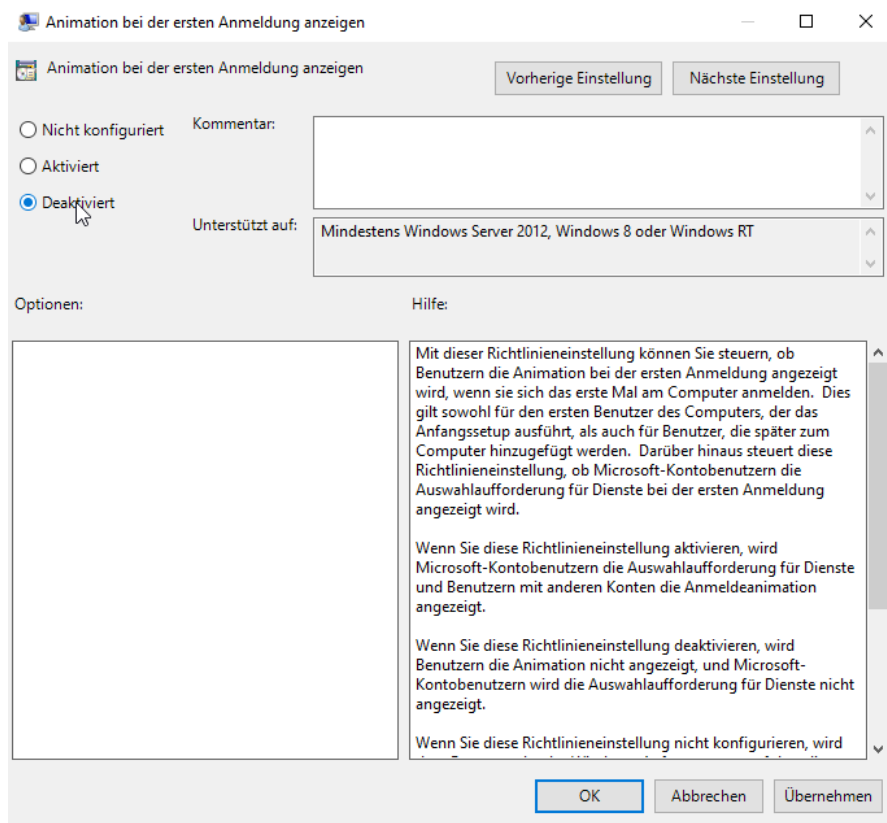 Animation bei der ersten Anmeldung anzeigen
Animation bei der ersten Anmeldung anzeigen
Vorherige Einstellung
Nächste Einstellung
Nicht konfiguriert
Aktiviert
Deaktiviert
Kommentar:
Unterstützt auf:
Mindestens Windows Server 2012, Windows 8 oder Windows RT
Optionen:
Hilfe:
Mit dieser Richtlinieneinstellung können Sie steuern, ob
Benutzern die Animation bei der ersten Anmeldung angezeigt
wird, wenn sie sich das erste Mal am Computer anmelden.  Dies
gilt sowohl für den ersten Benutzer des Computers, der das
Anfangssetup ausführt, als auch für Benutzer, die später zum
Computer hinzugefügt werden.  Darüber hinaus steuert diese
Richtlinieneinstellung, ob Microsoft-Kontobenutzern die
Auswahlaufforderung für Dienste bei der ersten Anmeldung
angezeigt wird.
Wenn Sie diese Richtlinieneinstellung aktivieren, wird
Microsoft-Kontobenutzern die Auswahlaufforderung für Dienste
und Benutzern mit anderen Konten die Anmeldeanimation
angezeigt.
Wenn Sie diese Richtlinieneinstellung deaktivieren, wird
Benutzern die Animation nicht angezeigt, und Microsoft-
Kontobenutzern wird die Auswahlaufforderung für Dienste nicht
angezeigt.
Wenn Sie diese Richtlinieneinstellung nicht konfigurieren, wird
OK
Abbrechen
Übernehmen